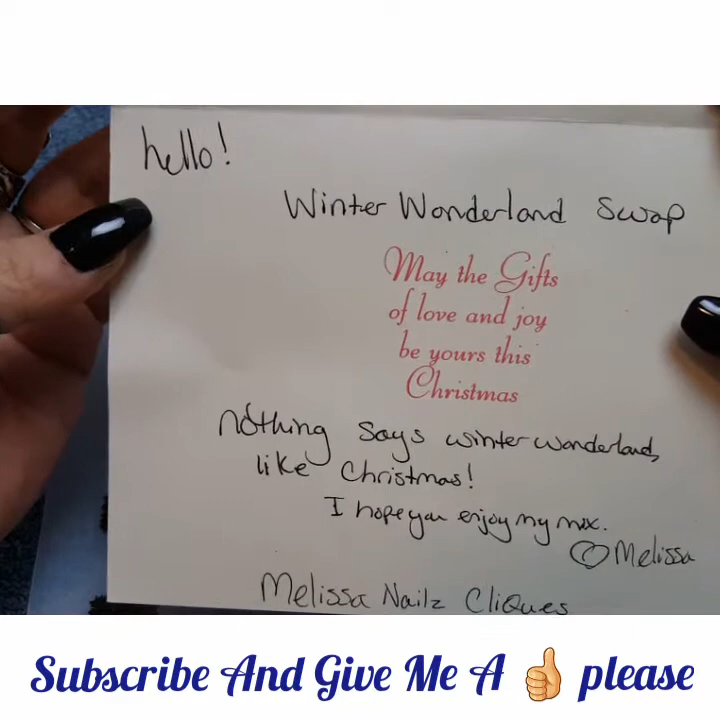 hello!
Winter Wonderland Swap
May the Gifts
of love and joy
be yours this
Christmas
Nothing says winter wonderland,
like Christmas!
I hope you enjoy my mix.
♡ Melissa
Melissa Nailz Cliques
Subscribe And Give Me A 👍 please